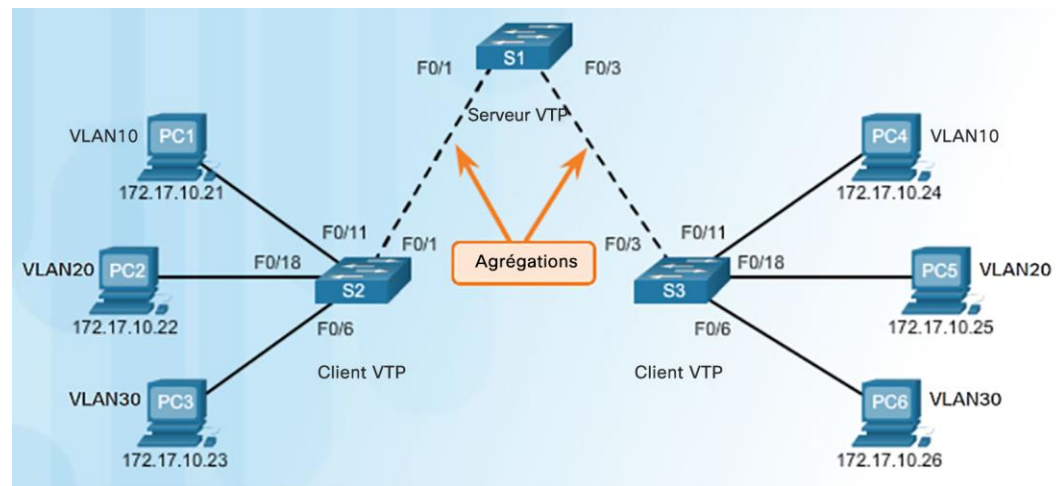 S1
F0/1
F0/3
Serveur VTP
VLAN10
PC1
172.17.10.21
PC4
VLAN10
172.17.10.24
F0/11
F0/1
Agrégations
F0/3
F0/11
VLAN20
PC2
F0/18
172.17.10.22
S2
S3
F0/18
PC5
VLAN20
172.17.10.25
F0/6
F0/6
Client VTP
Client VTP
VLAN30
PC3
172.17.10.23
PC6
VLAN30
172.17.10.26